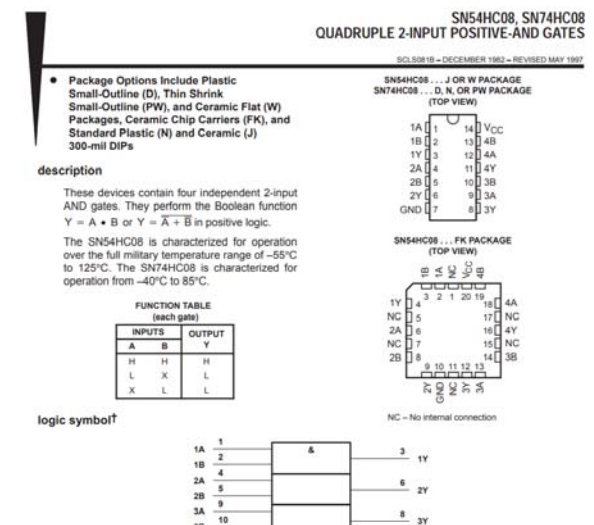 SN54HC08, SN74HC08
QUADRUPLE 2-INPUT POSITIVE-AND GATES
SCLS081B – DECEMBER 1982 – REVISED MAY 1997
● Package Options Include Plastic
Small-Outline (D), Thin Shrink
Small-Outline (PW), and Ceramic Flat (W)
Packages, Ceramic Chip Carriers (FK), and
Standard Plastic (N) and Ceramic (J)
300-mil DIPs
description
These devices contain four independent 2-input
AND gates. They perform the Boolean function
Y = A • B or Y = A̅ + B̅ in positive logic.
The SN54HC08 is characterized for operation
over the full military temperature range of –55°C
to 125°C. The SN74HC08 is characterized for
operation from –40°C to 85°C.
FUNCTION TABLE
(each gate)
INPUTS OUTPUT
A B Y
H H H
L X L
X L L
SN54HC08 . . . J OR W PACKAGE
SN74HC08 . . . D, N, OR PW PACKAGE
(TOP VIEW)
1A 1 14 VCC
1B 2 13 4B
1Y 3 12 4A
2A 4 11 4Y
2B 5 10 3B
2Y 6 9 3A
GND 7 8 3Y
SN54HC08 . . . FK PACKAGE
(TOP VIEW)
1B 1A NC VCC 4B
3 2 1 20 19
1Y 4 18 4A
NC 5 17 NC
2A 6 16 4Y
NC 7 15 NC
2B 8 14 3B
9 10 11 12 13
2Y GND NC 3Y 3A
NC – No internal connection
logic symbol†
&
1A 1
3 1Y
1B 2
2A 4
6 2Y
2B 5
3A 9
8 3Y
10